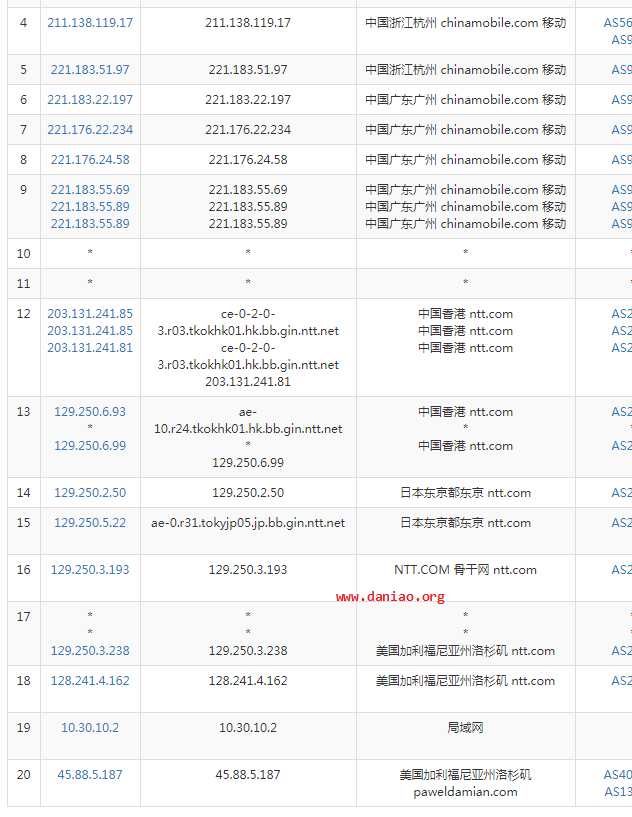 4 211.138.119.17 211.138.119.17 中国浙江杭州 chinamobile.com 移动 AS56
AS9
5 221.183.51.97 221.183.51.97 中国浙江杭州 chinamobile.com 移动 AS9
6 221.183.22.197 221.183.22.197 中国广东广州 chinamobile.com 移动 AS9
7 221.176.22.234 221.176.22.234 中国广东广州 chinamobile.com 移动 AS9
8 221.176.24.58 221.176.24.58 中国广东广州 chinamobile.com 移动 AS9
9 221.183.55.69 221.183.55.69 中国广东广州 chinamobile.com 移动 AS9
221.183.55.89 221.183.55.89 中国广东广州 chinamobile.com 移动 AS9
221.183.55.89 221.183.55.89 中国广东广州 chinamobile.com 移动 AS9
10 * * * *
11 * * * *
12 203.131.241.85 ce-0-2-0- 中国香港 ntt.com AS2
203.131.241.85 3.r03.tkokhk01.hk.bb.gin.ntt.net 中国香港 ntt.com AS2
203.131.241.81 ce-0-2-0- 中国香港 ntt.com AS2
3.r03.tkokhk01.hk.bb.gin.ntt.net
203.131.241.81
13 129.250.6.93 ae- 中国香港 ntt.com AS2
* 10.r24.tkokhk01.hk.bb.gin.ntt.net * *
129.250.6.99 * 中国香港 ntt.com AS2
129.250.6.99
14 129.250.2.50 129.250.2.50 日本东京都东京 ntt.com AS2
15 129.250.5.22 ae-0.r31.tokyjp05.jp.bb.gin.ntt.net 日本东京都东京 ntt.com AS2
16 129.250.3.193 129.250.3.193 NTT.COM 骨干网 ntt.com AS2
www.daniao.org
17 * * * *
* * * *
129.250.3.238 129.250.3.238 美国加利福尼亚州洛杉矶 ntt.com AS2
18 128.241.4.162 128.241.4.162 美国加利福尼亚州洛杉矶 ntt.com AS2
19 10.30.10.2 10.30.10.2 局域网
20 45.88.5.187 45.88.5.187 美国加利福尼亚州洛杉矶 AS40
paweldamian.com AS13